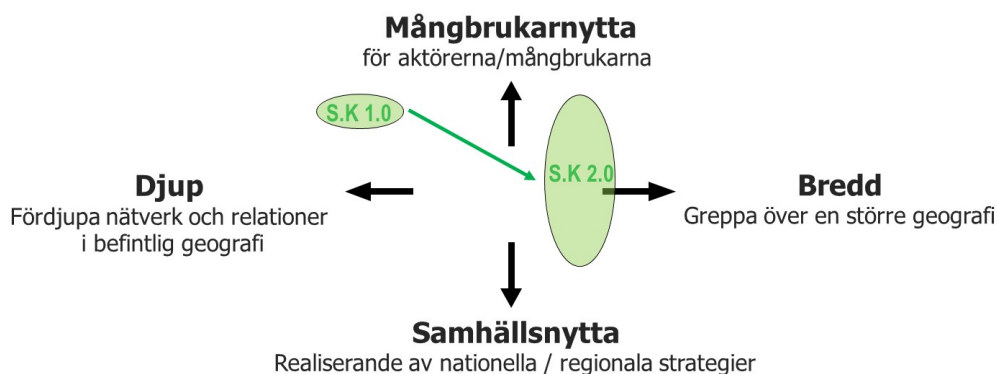 Mångbrukarnytta
för aktörerna/mångbrukarna
S.K 1.0
S.K 2.0
Djup
Fördjupa nätverk och relationer
i befintlig geografi
Bredd
Greppa över en större geografi
Samhällsnytta
Realiserande av nationella / regionala strategier